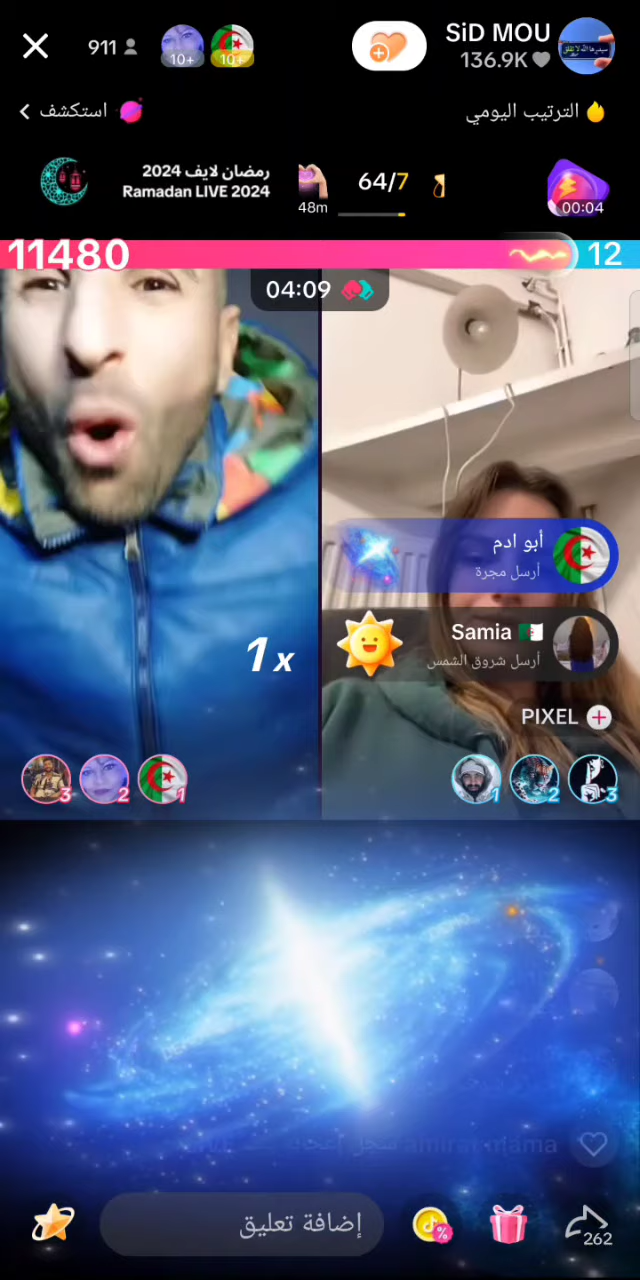 911
10+
10+
SiD MOU
136.9K
استكشف
الترتيب اليومي
رمضان لايف 2024
Ramadan LIVE 2024
48m
64/7
00:04
11480
12
04:09
أبو ادم
أرسل مجرة
Samia
أرسل شروق الشمس
1x
PIXEL
3
2
1
1
2
3
amirat mama
إضافة تعليق
%
262